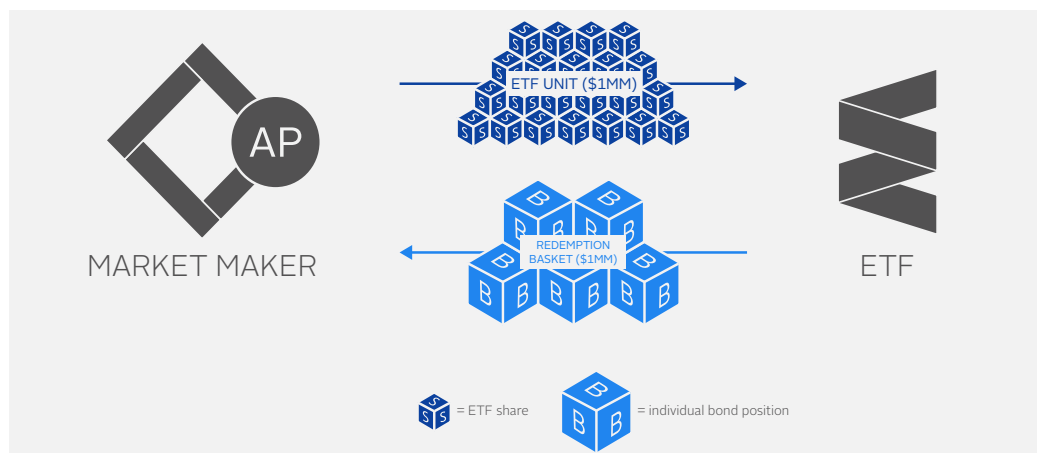 AP
MARKET MAKER
ETF UNIT ($1MM)
REDEMPTION
BASKET ($1MM)
ETF
S S S = ETF share
B B B = individual bond position